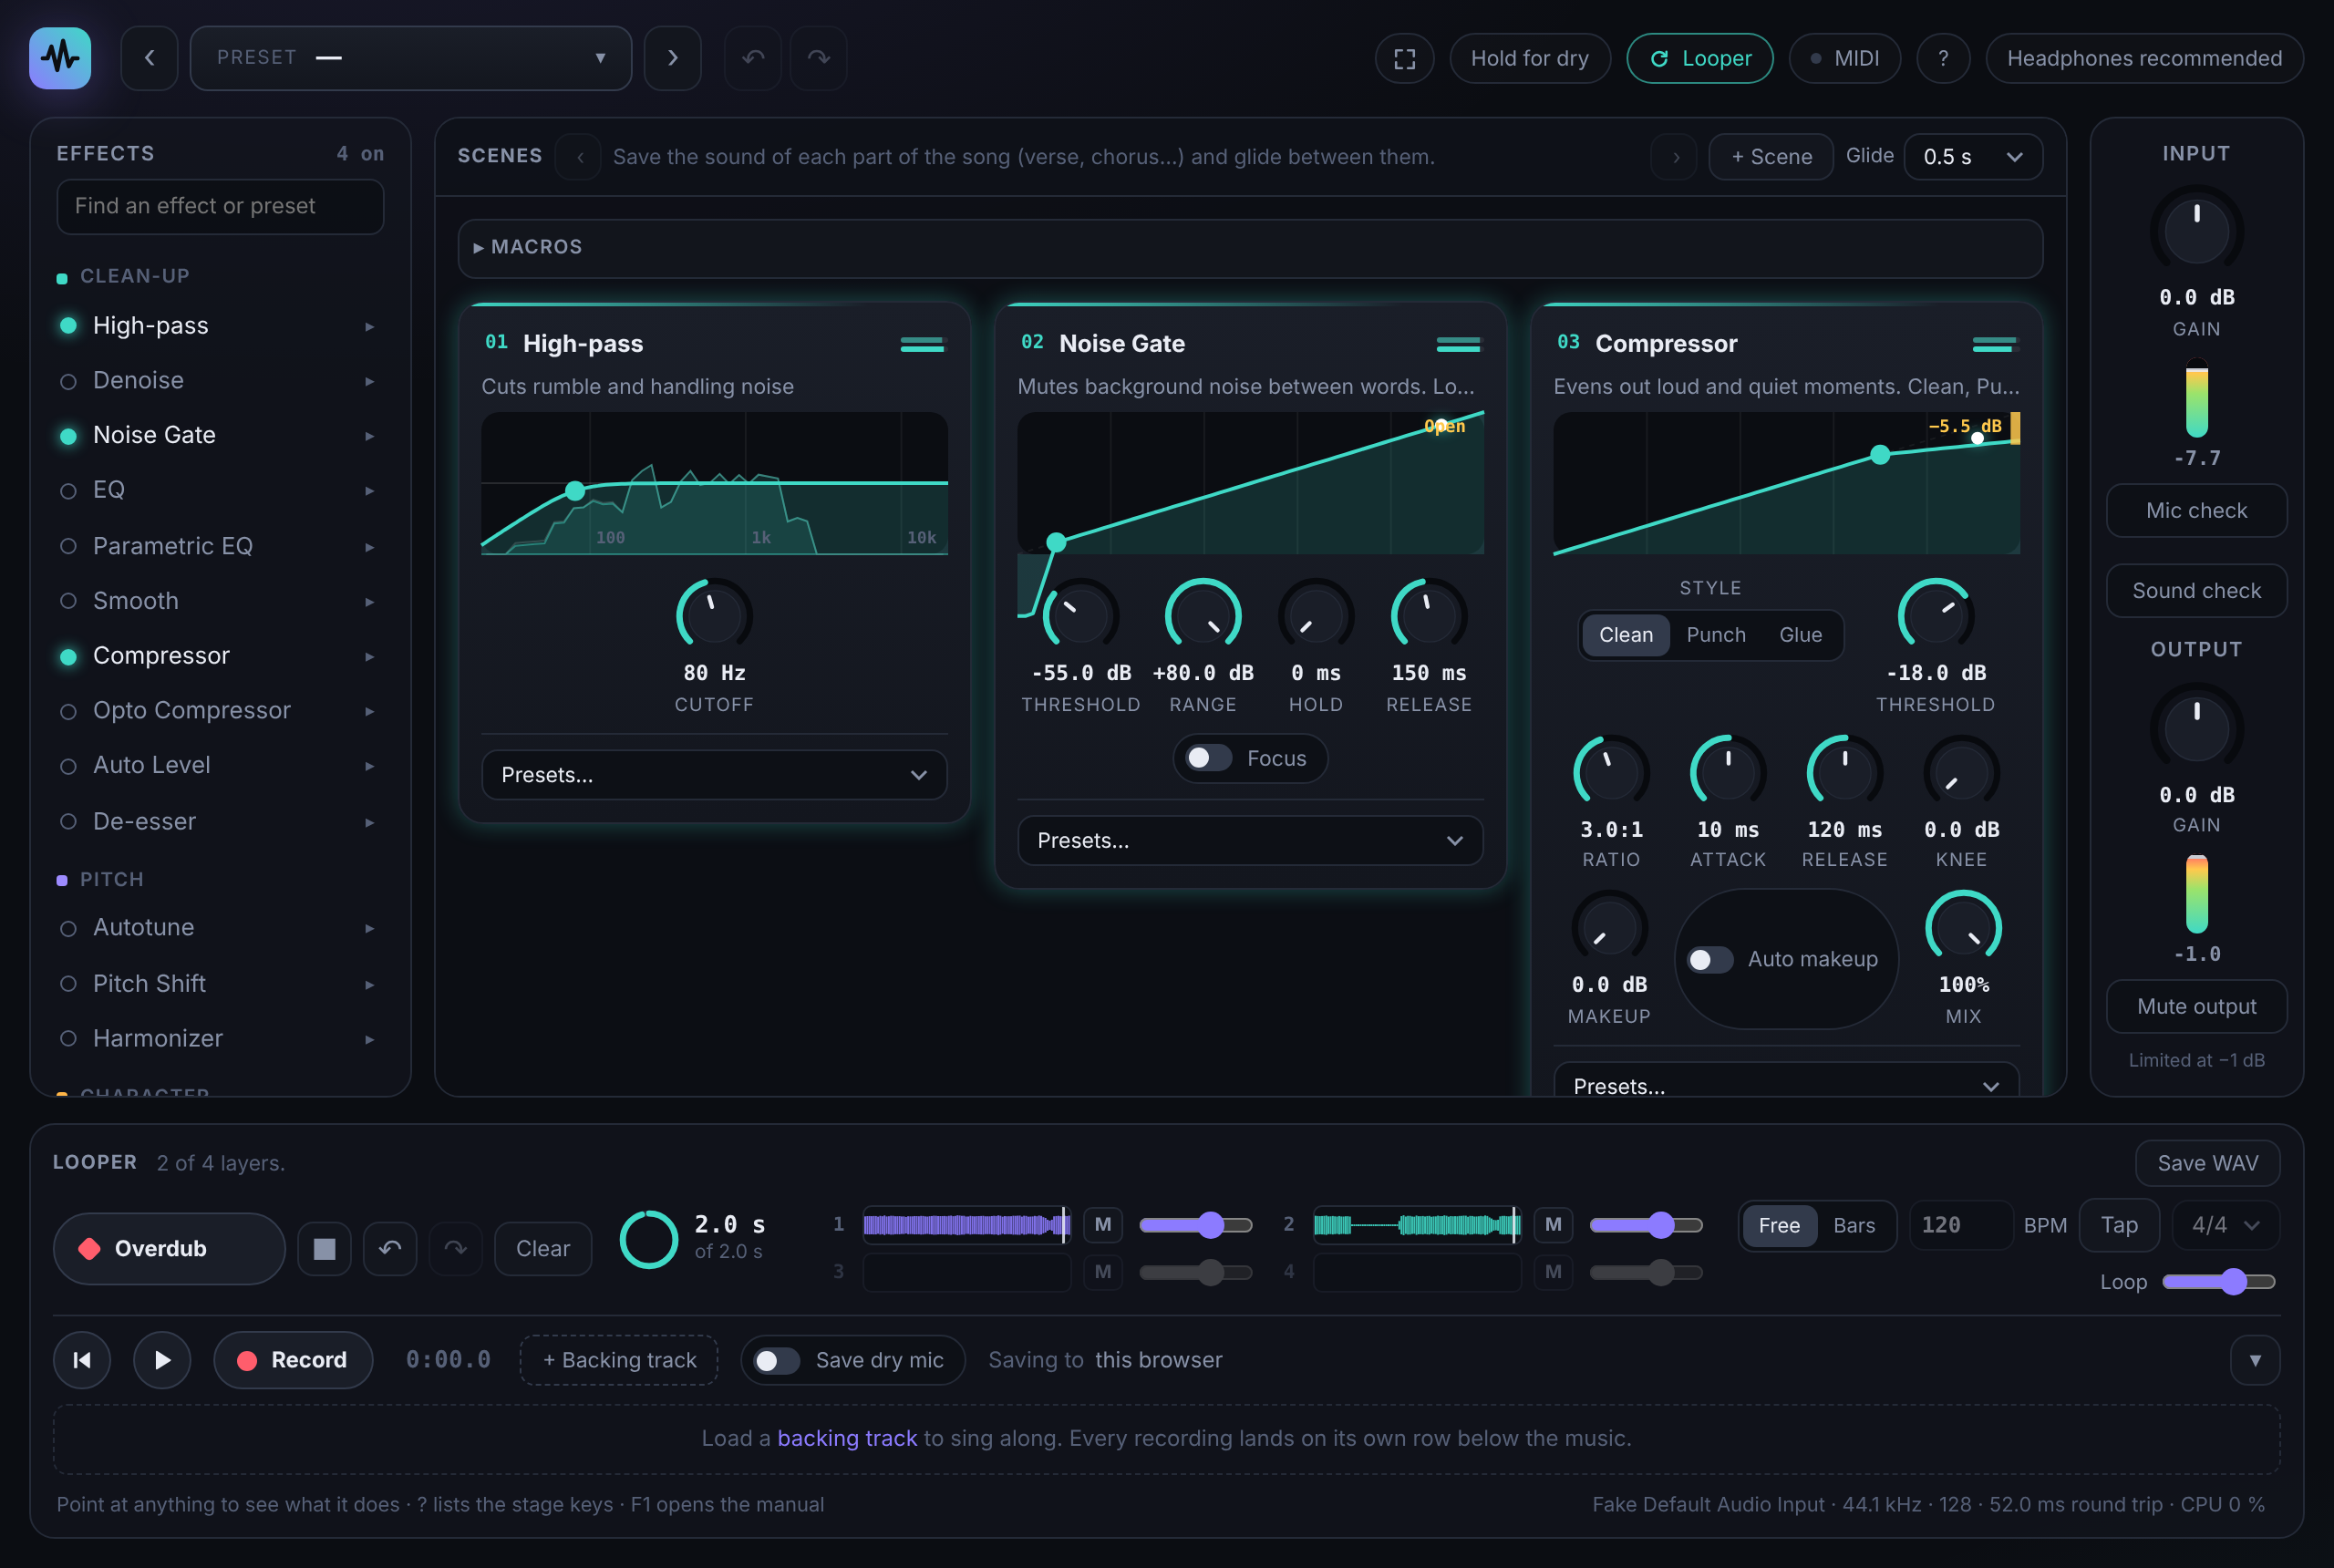 PRESET —
Hold for dry
Looper
MIDI
?
Headphones recommended
EFFECTS 4 on
Find an effect or preset
CLEAN-UP
High-pass
Denoise
Noise Gate
EQ
Parametric EQ
Smooth
Compressor
Opto Compressor
Auto Level
De-esser
PITCH
Autotune
Pitch Shift
Harmonizer
CHARACTER
SCENES Save the sound of each part of the song (verse, chorus...) and glide between them.
+ Scene Glide 0.5 s
MACROS
01 High-pass
Cuts rumble and handling noise
100 1k 10k
80 Hz
CUTOFF
Presets...
02 Noise Gate
Mutes background noise between words. Lo...
Open
-55.0 dB +80.0 dB 0 ms 150 ms
THRESHOLD RANGE HOLD RELEASE
Focus
Presets...
03 Compressor
Evens out loud and quiet moments. Clean, Pu...
−5.5 dB
STYLE
Clean Punch Glue
-18.0 dB
THRESHOLD
3.0:1 10 ms 120 ms 0.0 dB
RATIO ATTACK RELEASE KNEE
0.0 dB Auto makeup 100%
MAKEUP MIX
Presets...
INPUT
0.0 dB
GAIN
-7.7
Mic check
Sound check
OUTPUT
0.0 dB
GAIN
-1.0
Mute output
Limited at −1 dB
LOOPER 2 of 4 layers.
Save WAV
Overdub
Clear
2.0 s
of 2.0 s
1 M
2 M
3 M
4 M
Free Bars 120 BPM Tap 4/4
Loop
Record 0:00.0 + Backing track Save dry mic Saving to this browser
Load a backing track to sing along. Every recording lands on its own row below the music.
Point at anything to see what it does · ? lists the stage keys · F1 opens the manual
Fake Default Audio Input · 44.1 kHz · 128 · 52.0 ms round trip · CPU 0 %